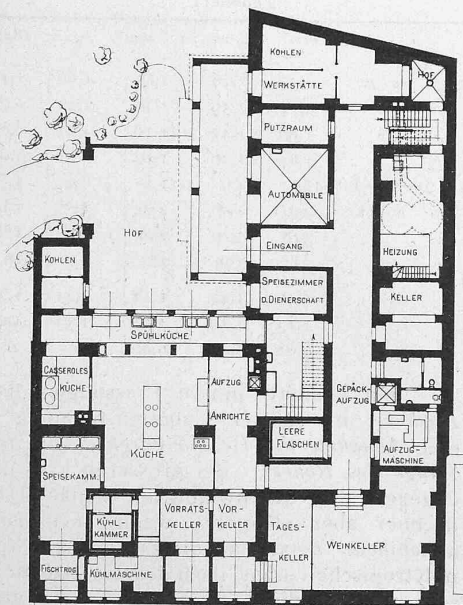 KOHLEN
HOF
WERKSTÄTTE
PUTZRAUM
AUTOMOBILE
HOF
EINGANG
HEIZUNG
KOHLEN
SPEISEZIMMER
D. DIENERSCHAFT
KELLER
SPÜHLKÜCHE
CASSEROLES
KÜCHE
AUFZUG
GEPÄCK-
AUFZUG
ANRICHTE
LEERE
FLASCHEN
KÜCHE
AUFZUG-
MASCHINE
SPEISEKAMM.
KÜHL-
KAMMER
VORRATS-
KELLER
VOR-
KELLER
TAGES-
KELLER
WEINKELLER
FISCHTROG
KÜHLMASCHINE